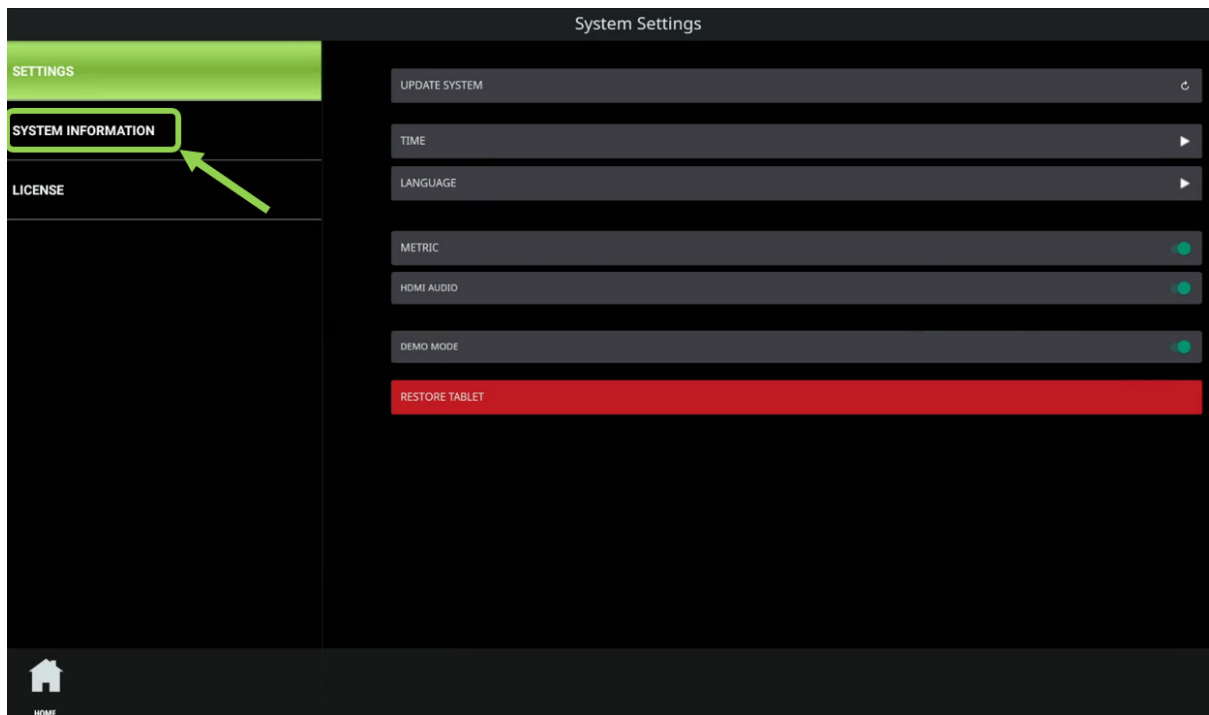 System Settings
SETTINGS
SYSTEM INFORMATION
LICENSE
UPDATE SYSTEM
TIME
LANGUAGE
METRIC
HDMI AUDIO
DEMO MODE
RESTORE TABLET
HOME